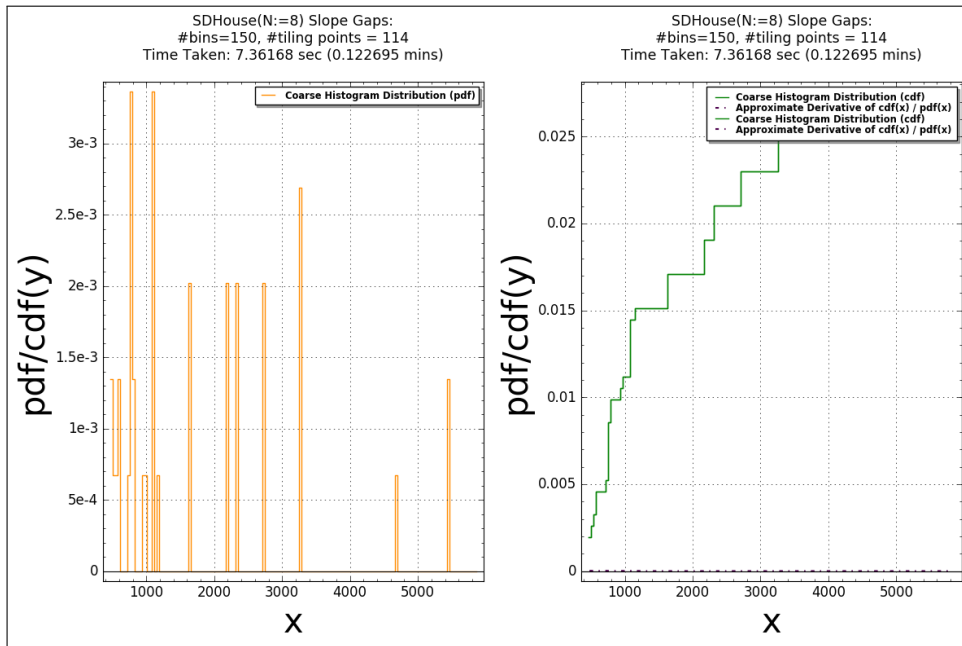 SDHouse(N:=8) Slope Gaps:
#bins=150, #tiling points = 114
Time Taken: 7.36168 sec (0.122695 mins)
Coarse Histogram Distribution (pdf)
3e-3
2.5e-3
2e-3
1.5e-3
1e-3
5e-4
0
pdf/cdf(y)
1000 2000 3000 4000 5000
x
SDHouse(N:=8) Slope Gaps:
#bins=150, #tiling points = 114
Time Taken: 7.36168 sec (0.122695 mins)
Coarse Histogram Distribution (cdf)
Approximate Derivative of cdf(x) / pdf(x)
Coarse Histogram Distribution (cdf)
Approximate Derivative of cdf(x) / pdf(x)
0.025
0.02
0.015
0.01
0.005
0
pdf/cdf(y)
1000 2000 3000 4000 5000
x